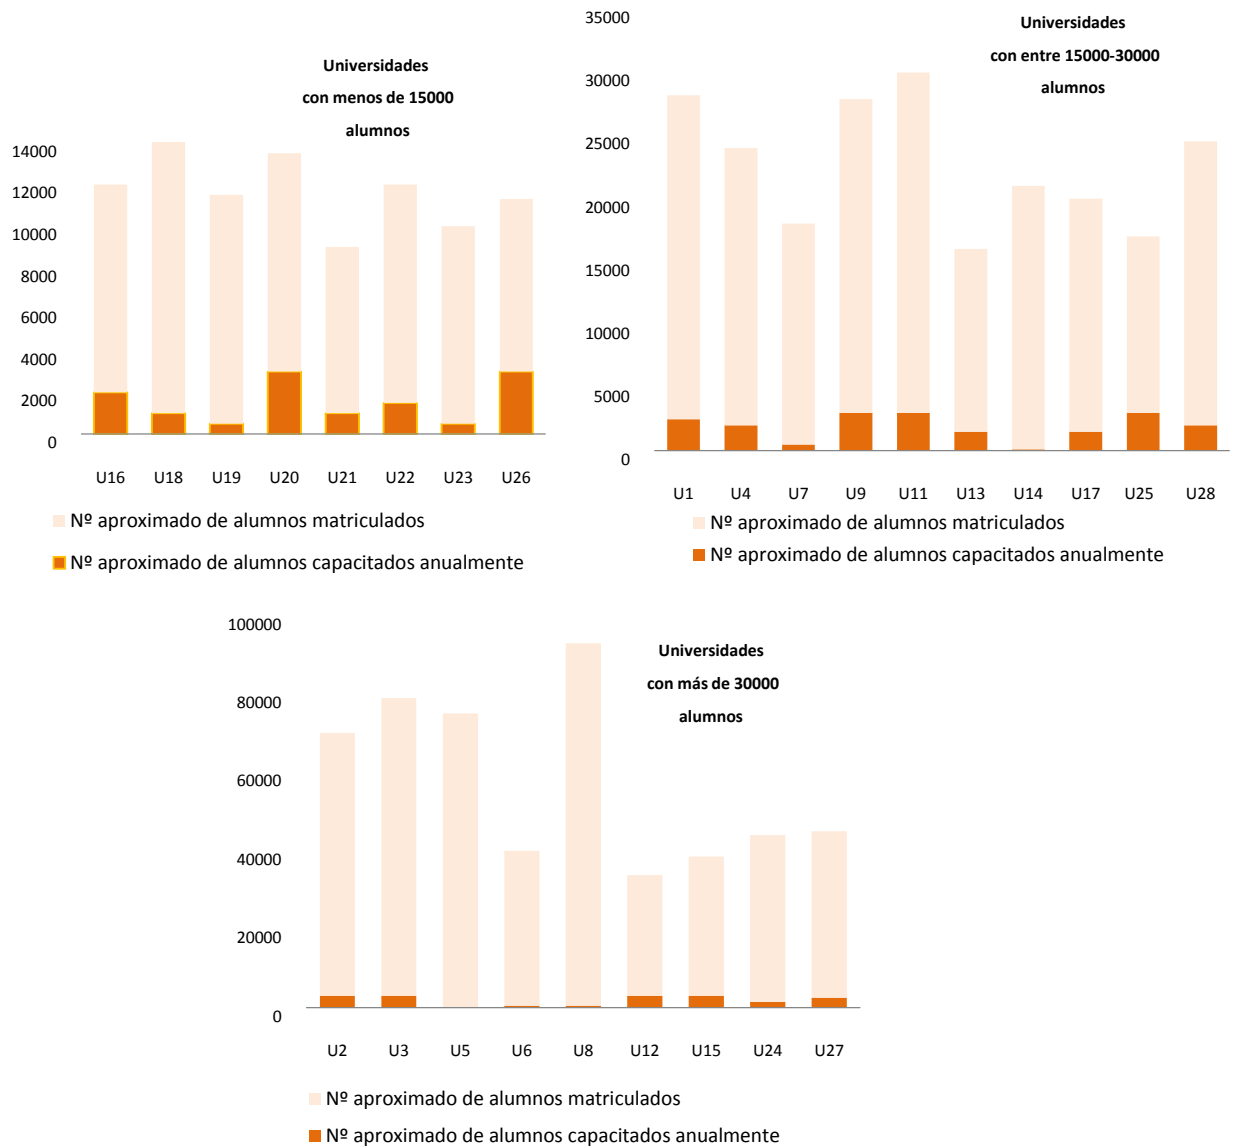 Universidades
con menos de 15000
alumnos
14000
12000
10000
8000
6000
4000
2000
0
U16 U18 U19 U20 U21 U22 U23 U26
Nº aproximado de alumnos matriculados
Nº aproximado de alumnos capacitados anualmente
Universidades
con entre 15000-30000
alumnos
35000
30000
25000
20000
15000
10000
5000
0
U1 U4 U7 U9 U11 U13 U14 U17 U25 U28
Nº aproximado de alumnos matriculados
Nº aproximado de alumnos capacitados anualmente
Universidades
con más de 30000
alumnos
100000
80000
60000
40000
20000
0
U2 U3 U5 U6 U8 U12 U15 U24 U27
Nº aproximado de alumnos matriculados
Nº aproximado de alumnos capacitados anualmente